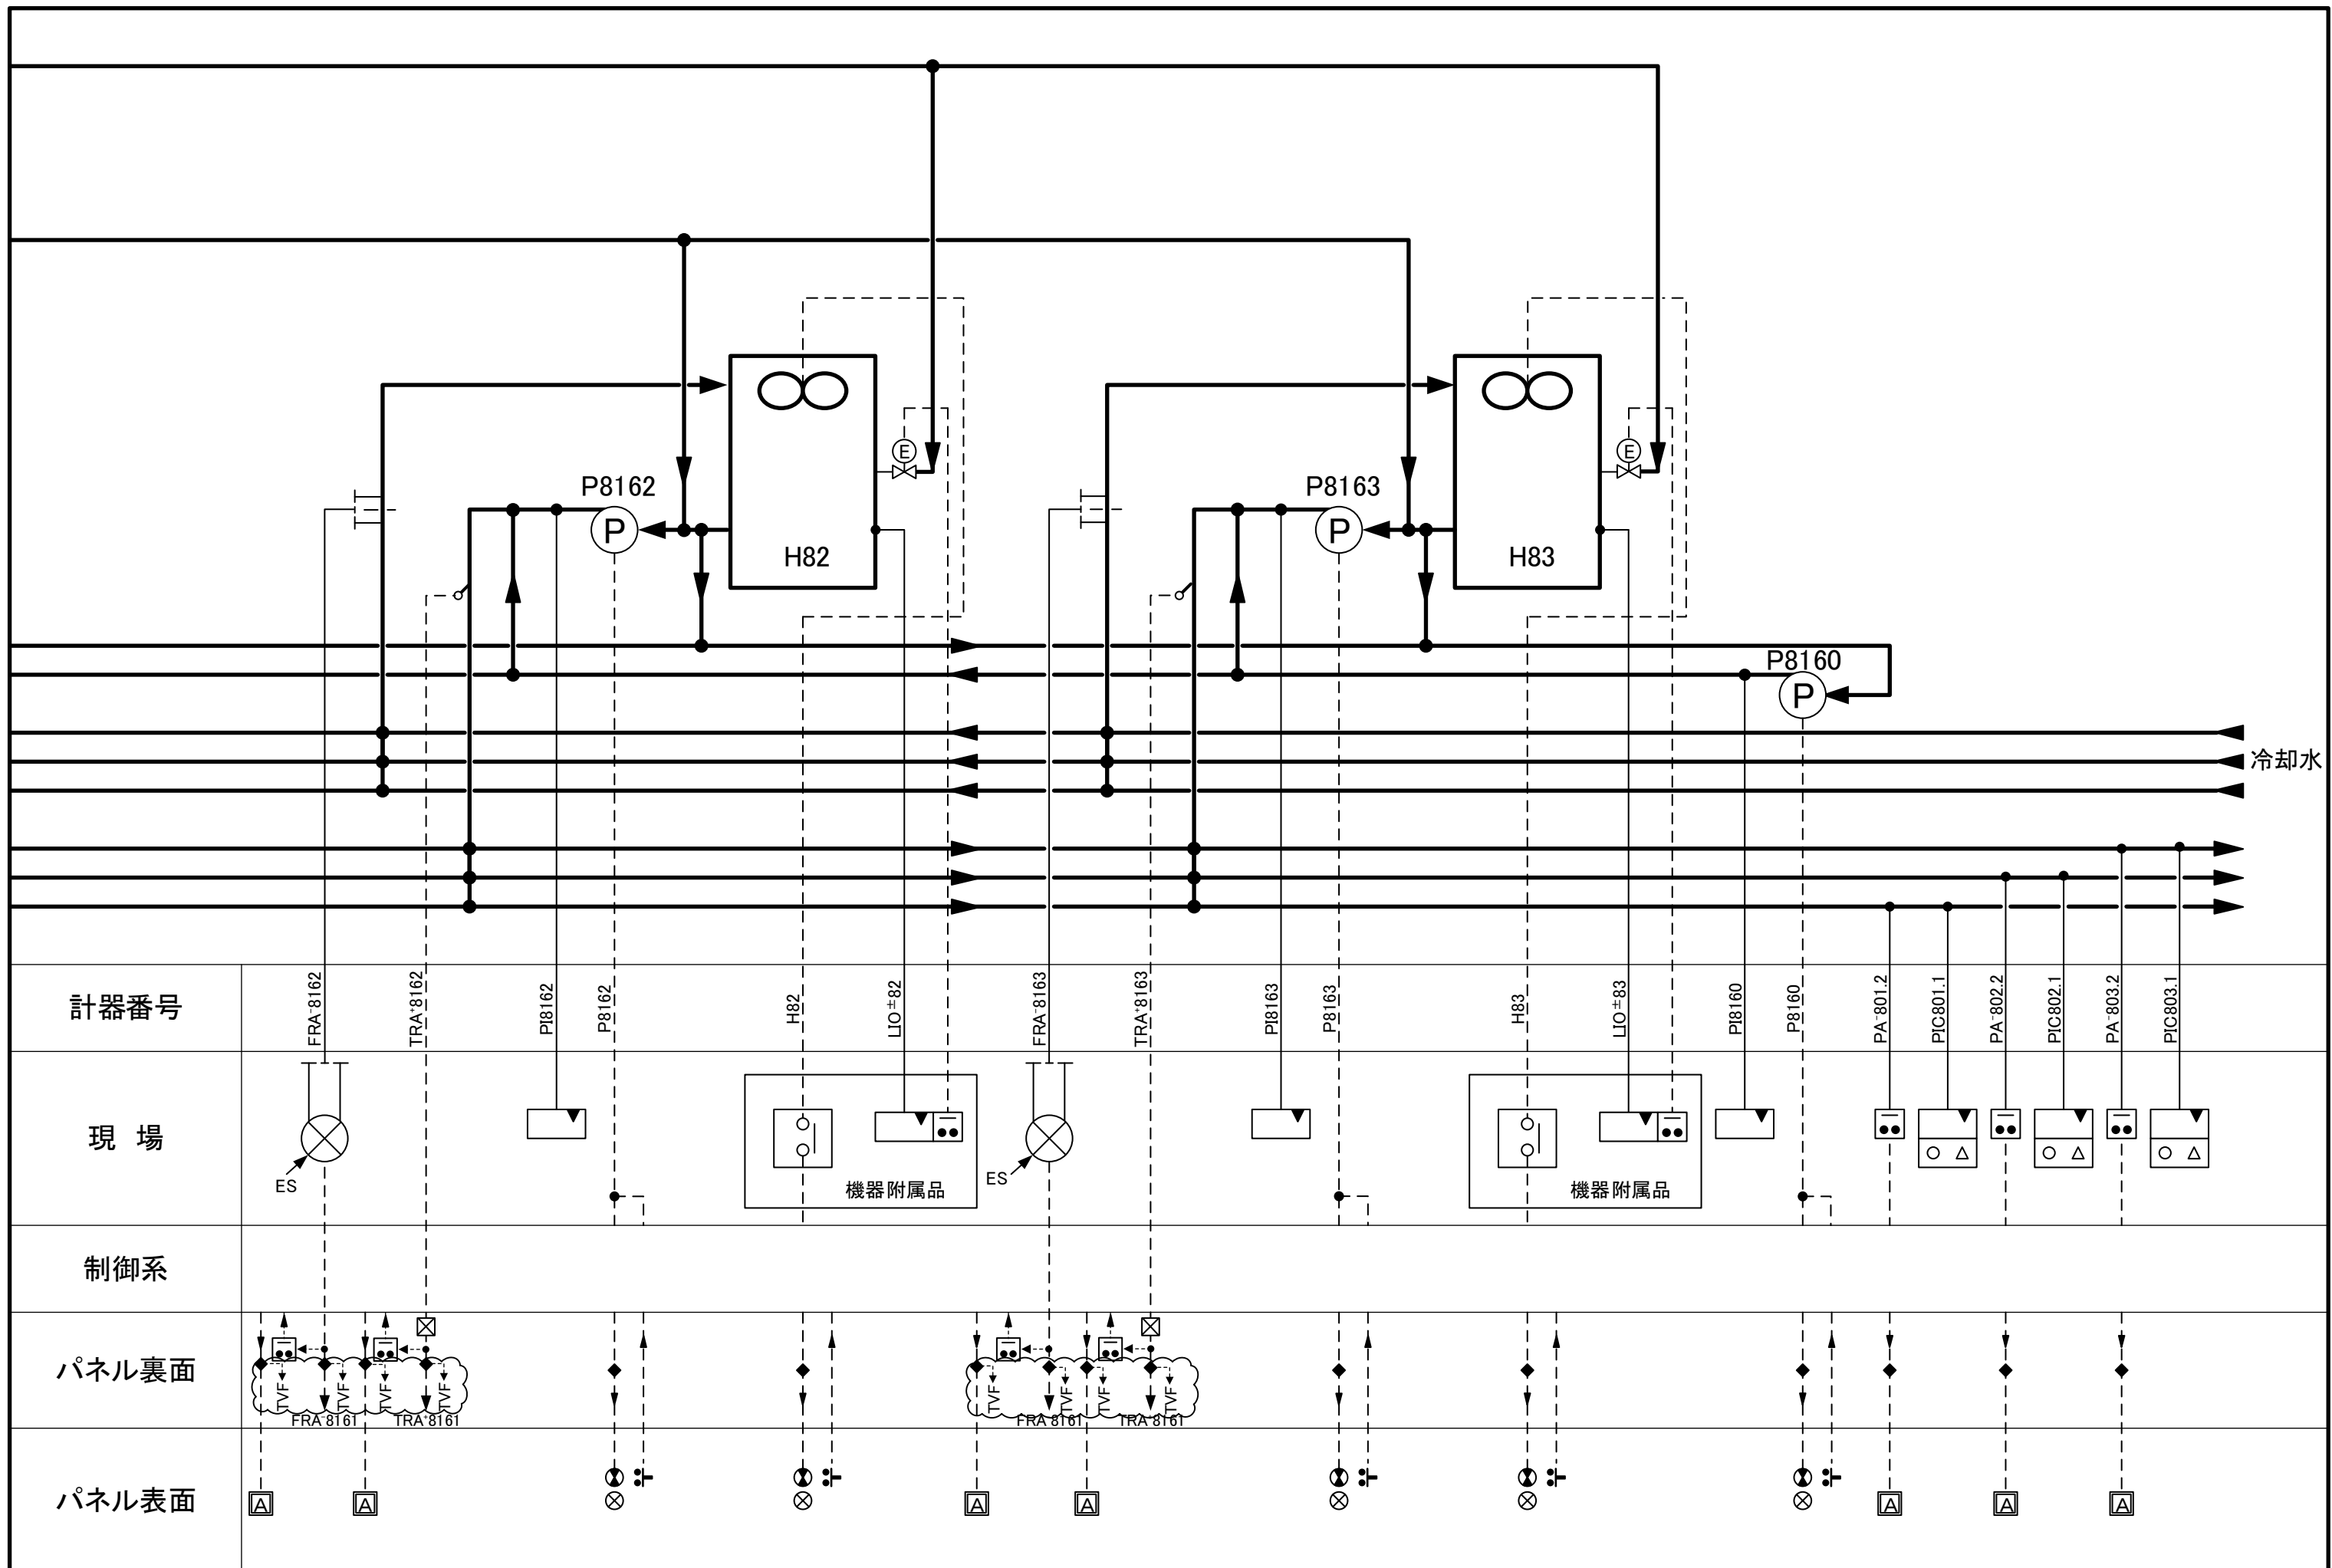 E
E
P8162
P8163
P
P
H82
H83
P8160
P
冷却水
計器番号
FRA⁻8162
TRA⁺8162
PI8162
P8162
H82
LIO±82
FRA⁻8163
TRA⁺8163
PI8163
P8163
H83
LIO±83
PI8160
P8160
PA⁻801.2
PIC801.1
PA⁻802.2
PIC802.1
PA⁻803.2
PIC803.1
現 場
ES
機器附属品
ES
機器附属品
制御系
パネル裏面
TVF
TVF
TVF
TVF
TVF
TVF
TVF
TVF
FRA⁻8161
TRA⁺8161
FRA⁻8161
TRA⁺8161
パネル表面
A
A
A
A
A
A
A